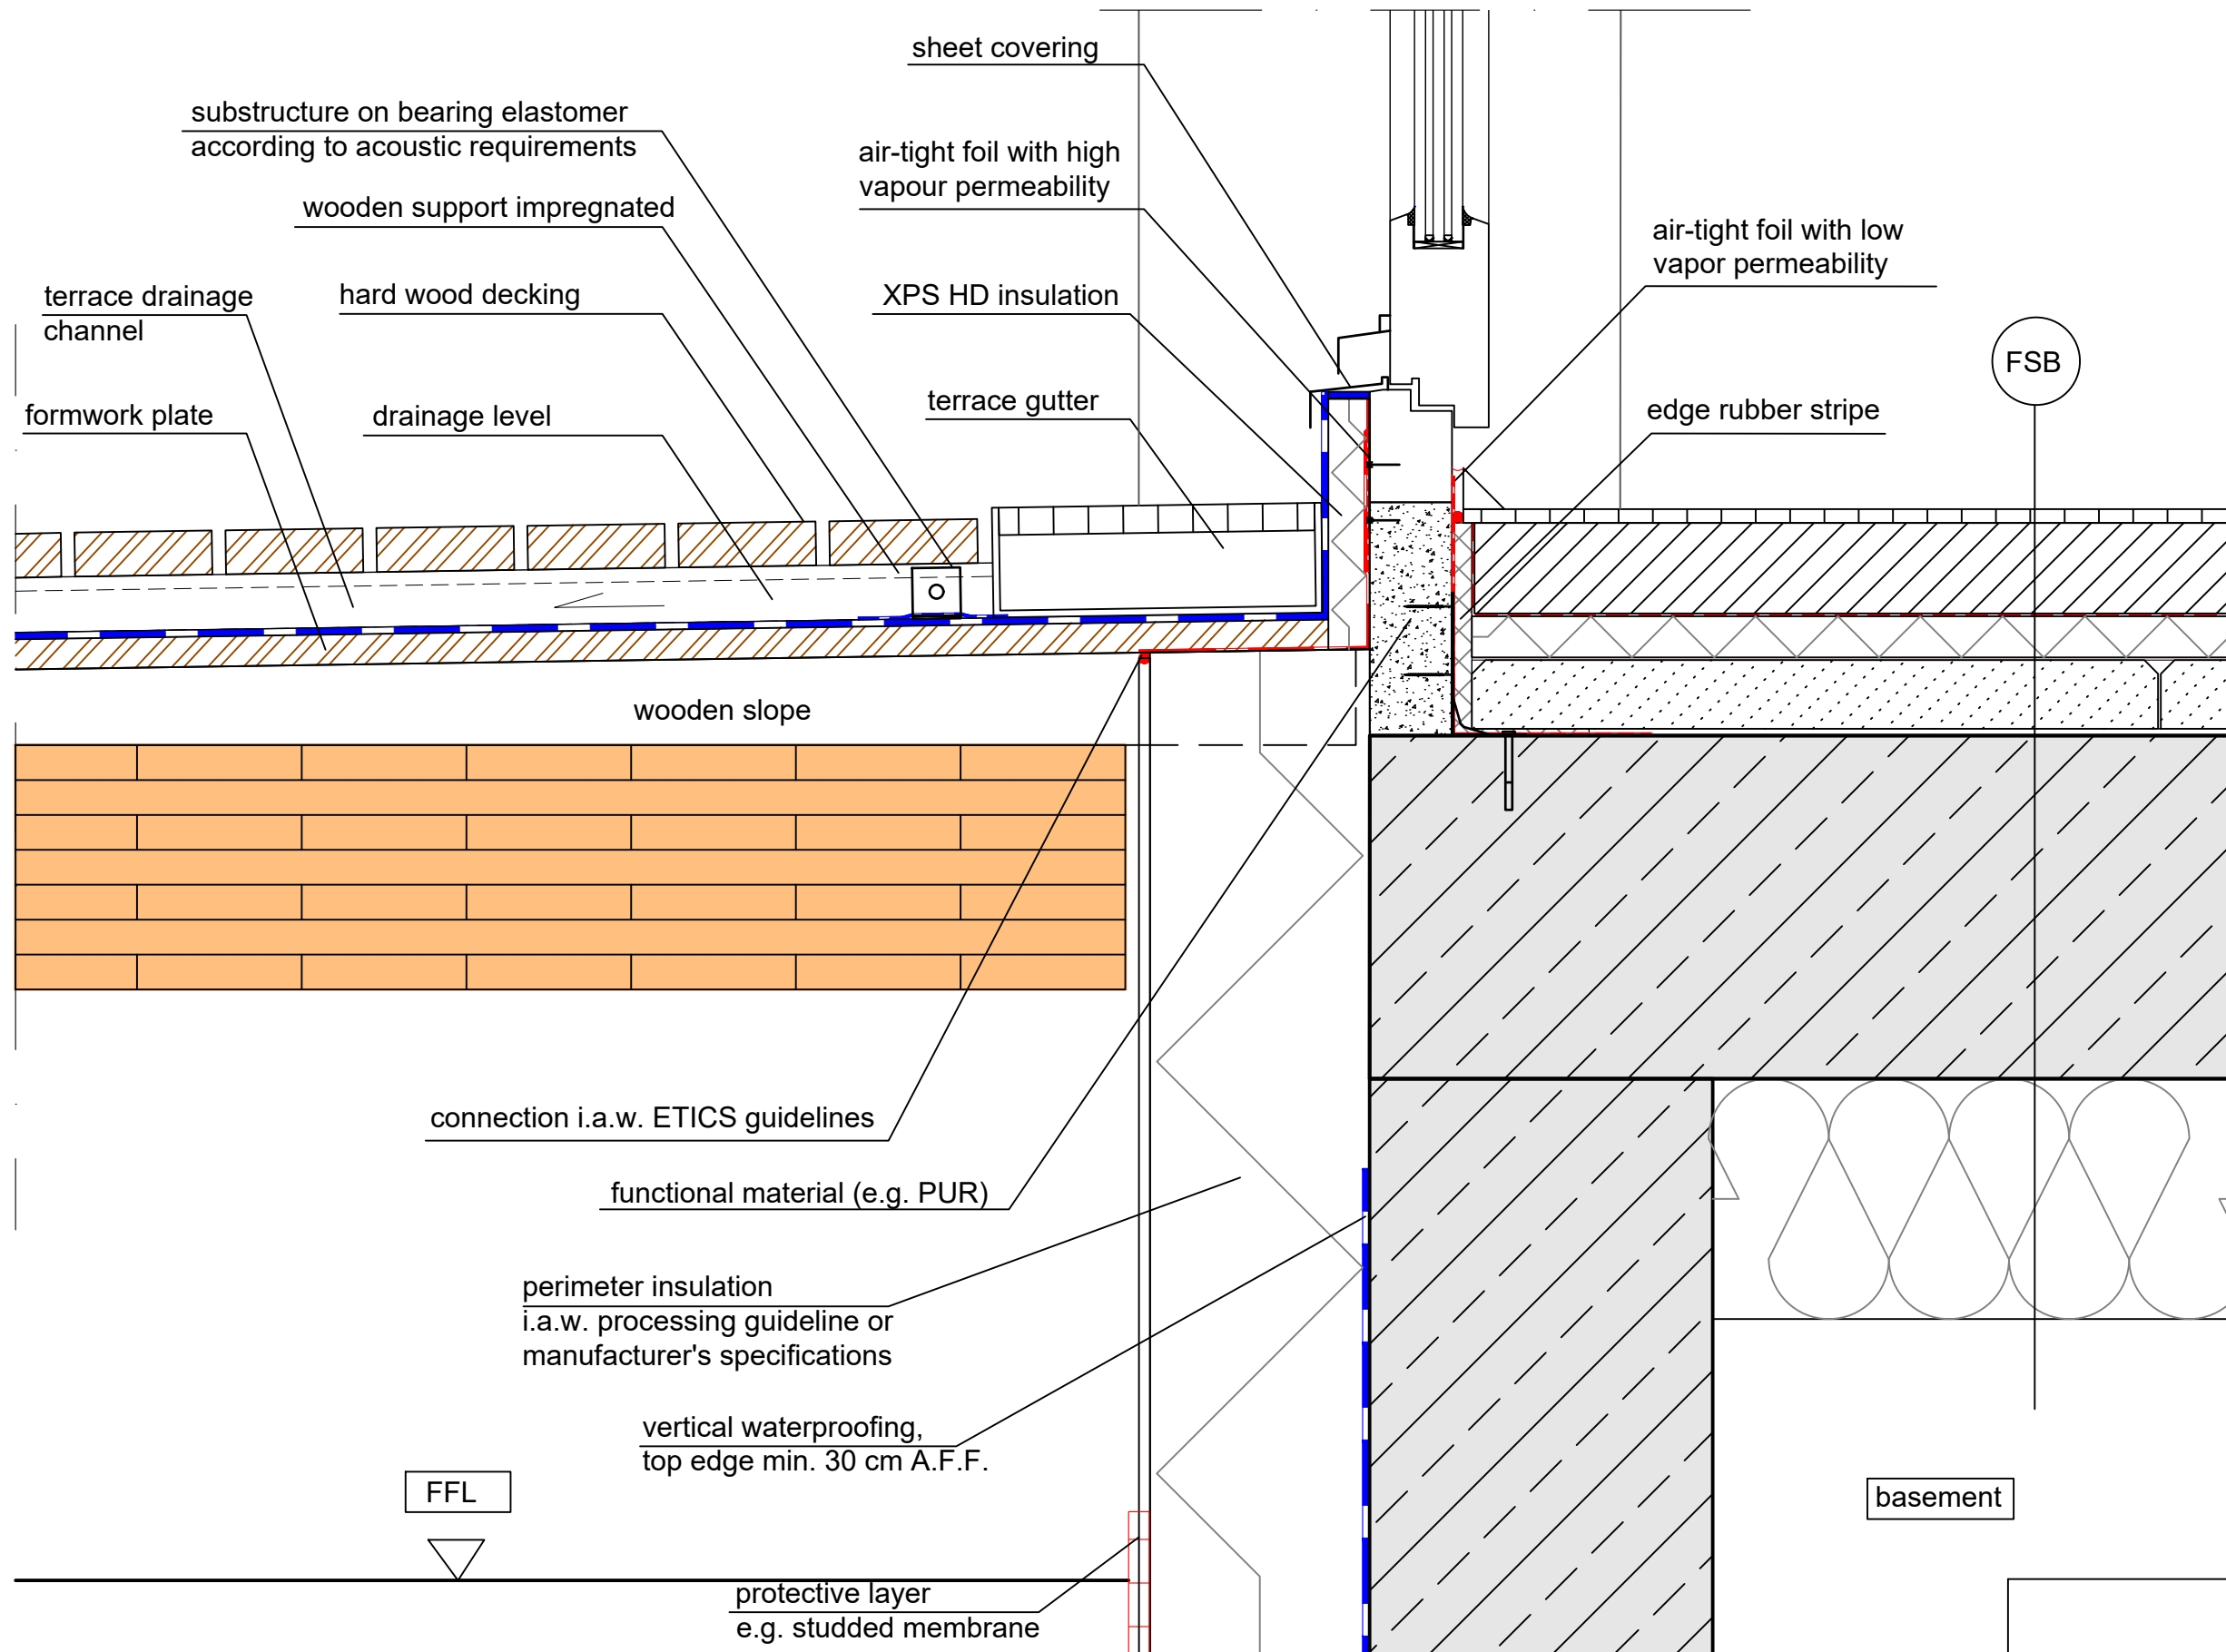 sheet covering
substructure on bearing elastomer
according to acoustic requirements
air-tight foil with high
vapour permeability
wooden support impregnated
air-tight foil with low
vapor permeability
terrace drainage
channel
hard wood decking
XPS HD insulation
FSB
formwork plate
drainage level
terrace gutter
edge rubber stripe
wooden slope
connection i.a.w. ETICS guidelines
functional material (e.g. PUR)
perimeter insulation
i.a.w. processing guideline or
manufacturer's specifications
vertical waterproofing,
top edge min. 30 cm A.F.F.
FFL
basement
protective layer
e.g. studded membrane